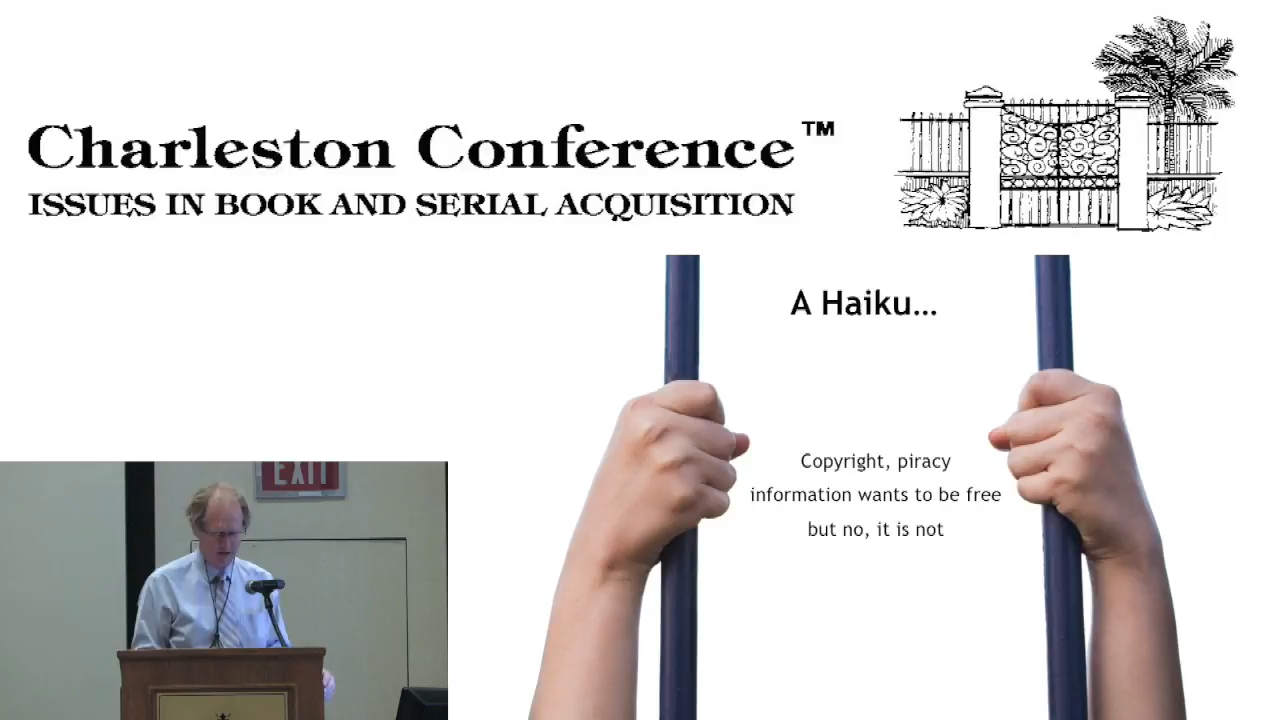 Charleston Conference™
ISSUES IN BOOK AND SERIAL ACQUISITION
A Haiku...
Copyright, piracy
information wants to be free
but no, it is not
EXIT